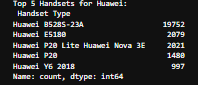 Top 5 Handsets for Huawei:
Handset Type
Huawei B528S-23A 19752
Huawei E5180 2079
Huawei P20 Lite Huawei Nova 3E 2021
Huawei P20 1480
Huawei Y6 2018 997
Name: count, dtype: int64